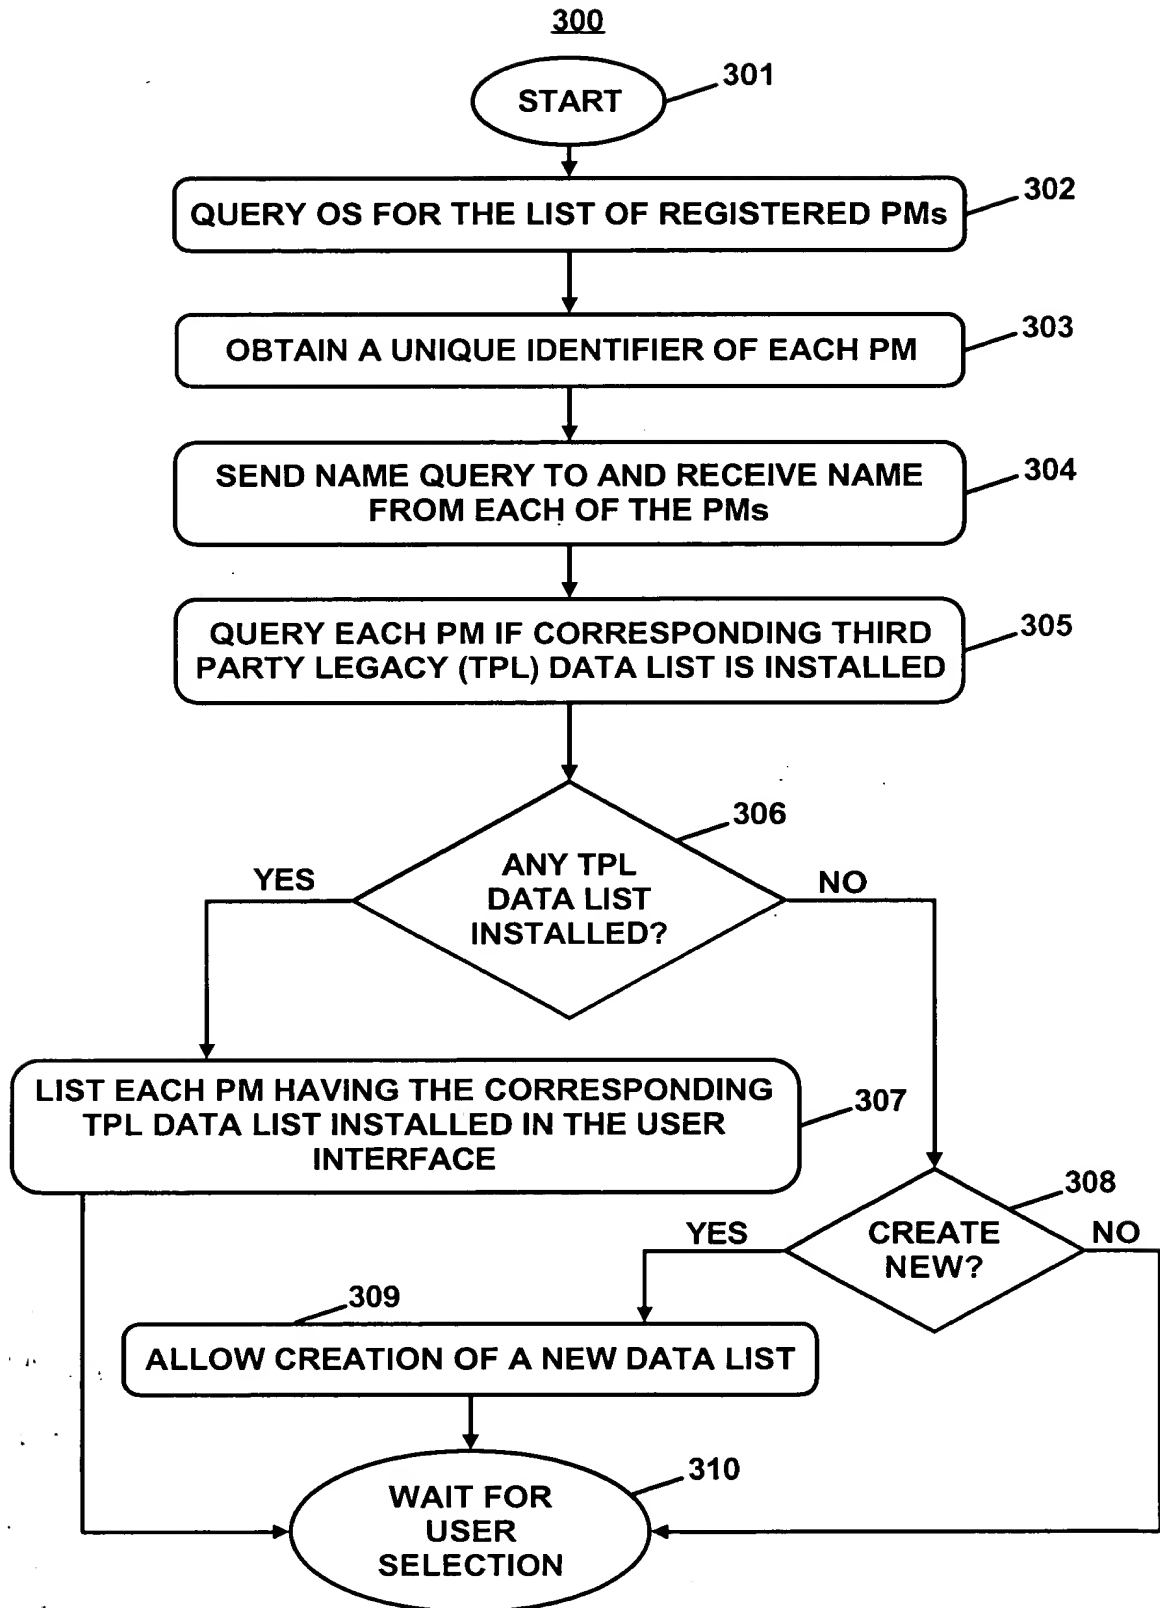 300
START
301
QUERY OS FOR THE LIST OF REGISTERED PMs
302
OBTAIN A UNIQUE IDENTIFIER OF EACH PM
303
SEND NAME QUERY TO AND RECEIVE NAME
FROM EACH OF THE PMs
304
QUERY EACH PM IF CORRESPONDING THIRD
PARTY LEGACY (TPL) DATA LIST IS INSTALLED
305
306
ANY TPL
DATA LIST
INSTALLED?
YES
NO
LIST EACH PM HAVING THE CORRESPONDING
TPL DATA LIST INSTALLED IN THE USER
INTERFACE
307
308
CREATE
NEW?
YES
NO
309
ALLOW CREATION OF A NEW DATA LIST
310
WAIT FOR
USER
SELECTION